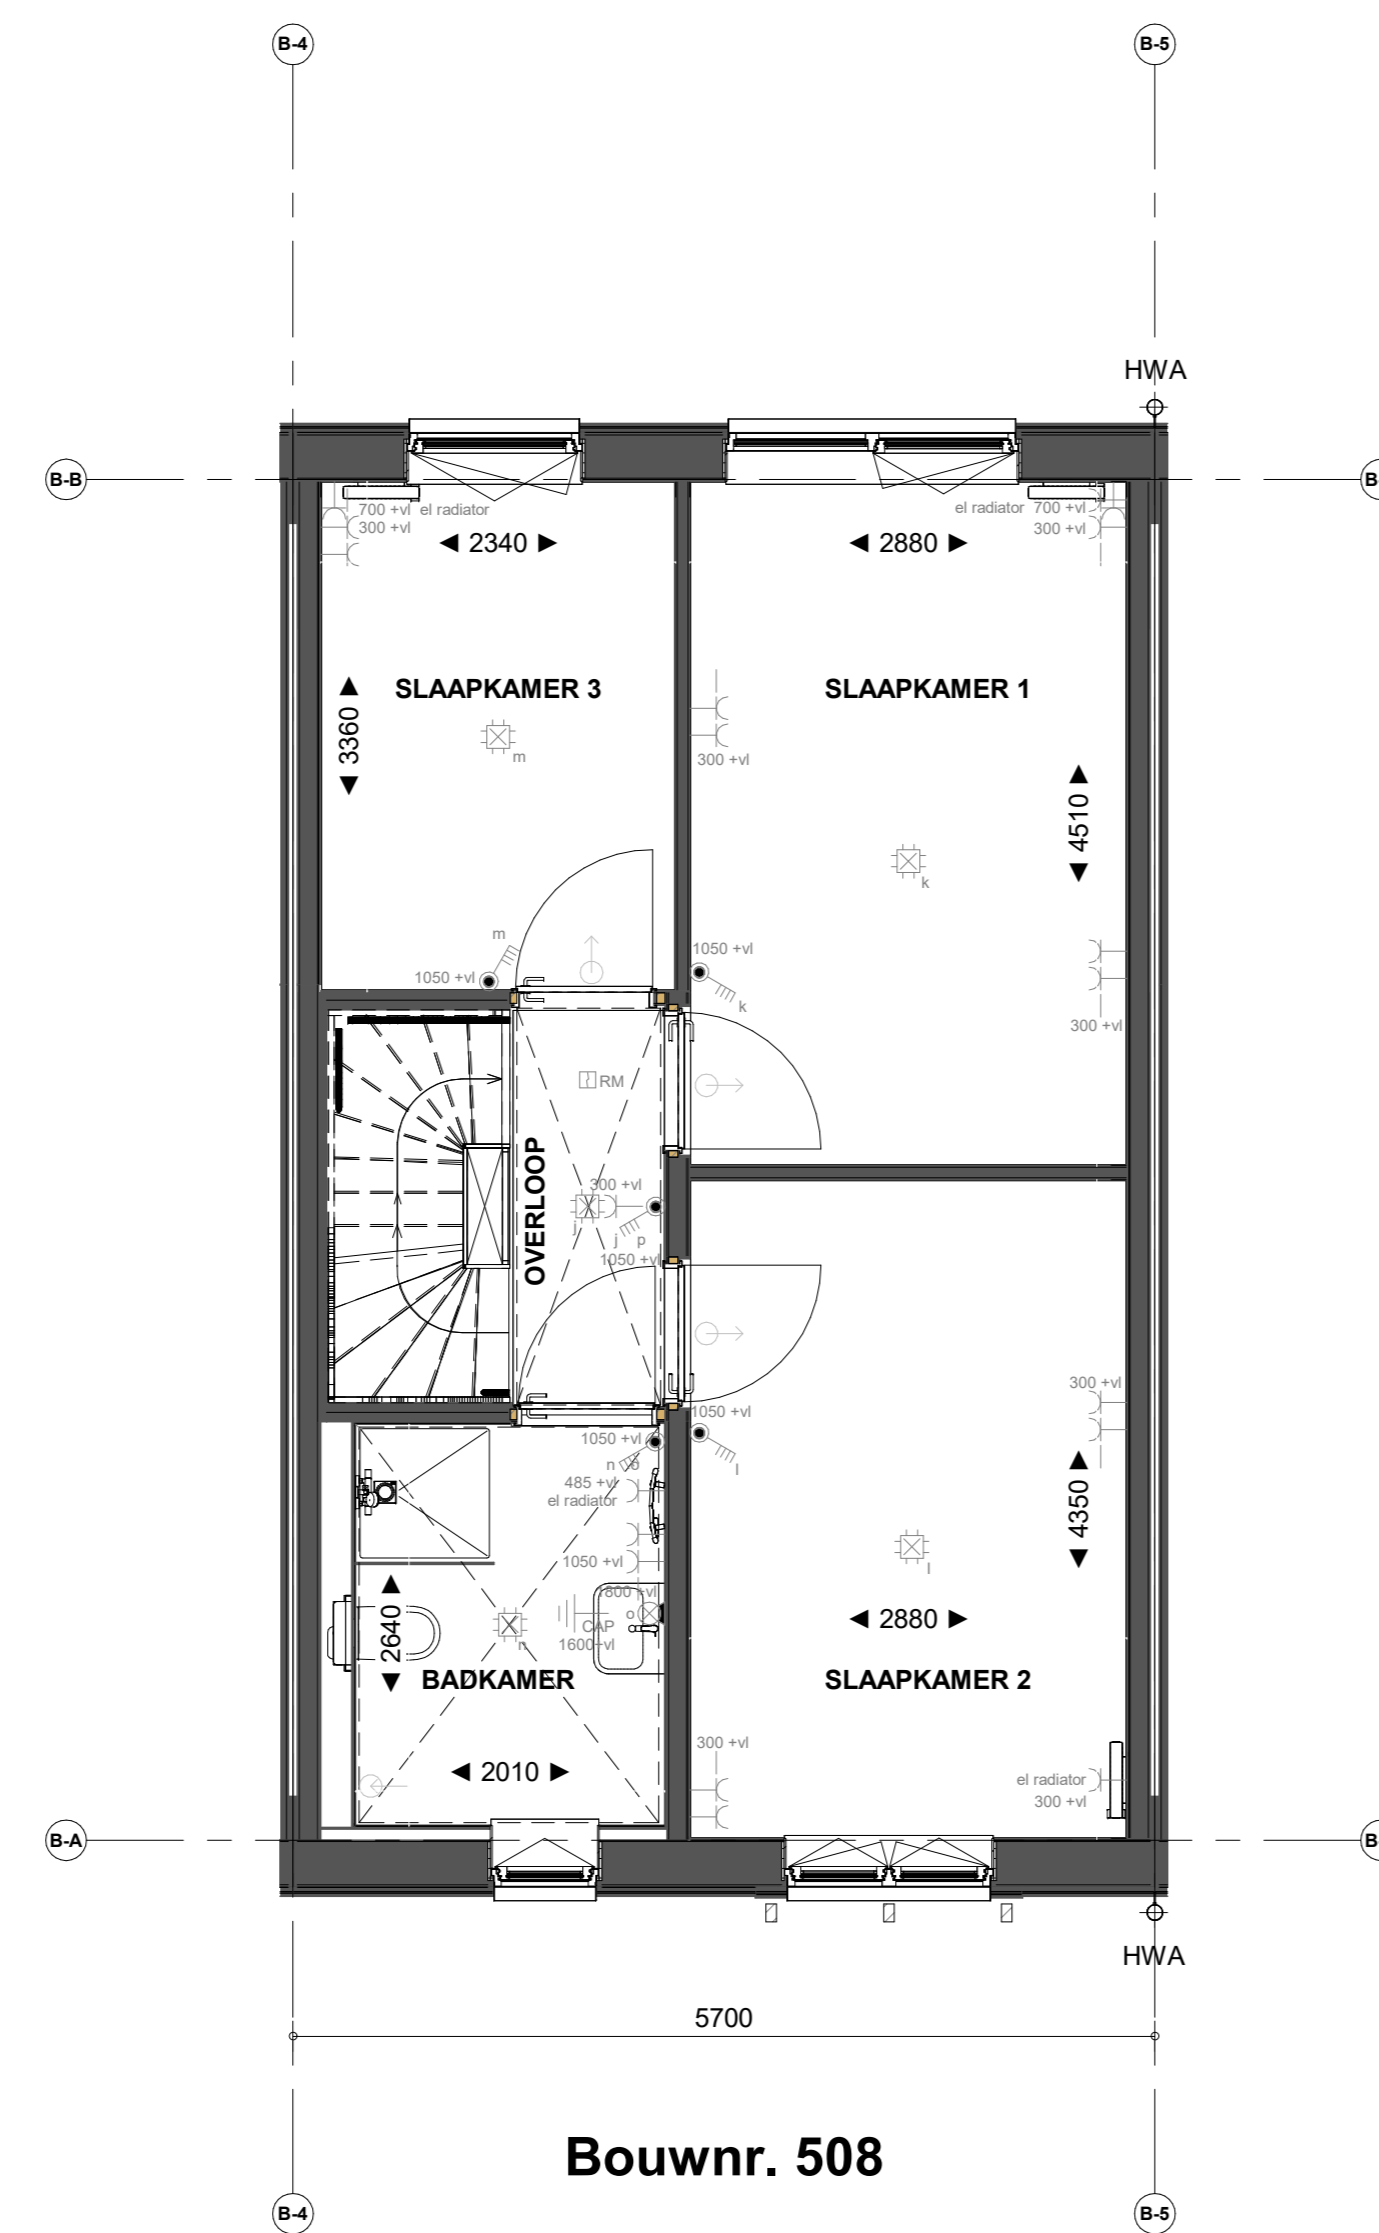 B-4
B-5
HWA
B-B
B-
700 +vl el radiator
300 +vl
el radiator 700 +vl
300 +vl
2340
2880
SLAAPKAMER 3
SLAAPKAMER 1
3360
m
300 +vl
4510
k
m
1050 +vl
1050 +vl
k
300 +vl
RM
OVERLOOP
300 +vl
j
j p
1050 +vl
300 +vl
1050 +vl
1050 +vl
n o
l
485 +vl
el radiator
4350
1050 +vl
l
1800 +vl
o
2640
CAP
n
1600+vl
2880
BADKAMER
SLAAPKAMER 2
300 +vl
2010
el radiator
300 +vl
B-A
B-
HWA
5700
Bouwnr. 508
B-4
B-5